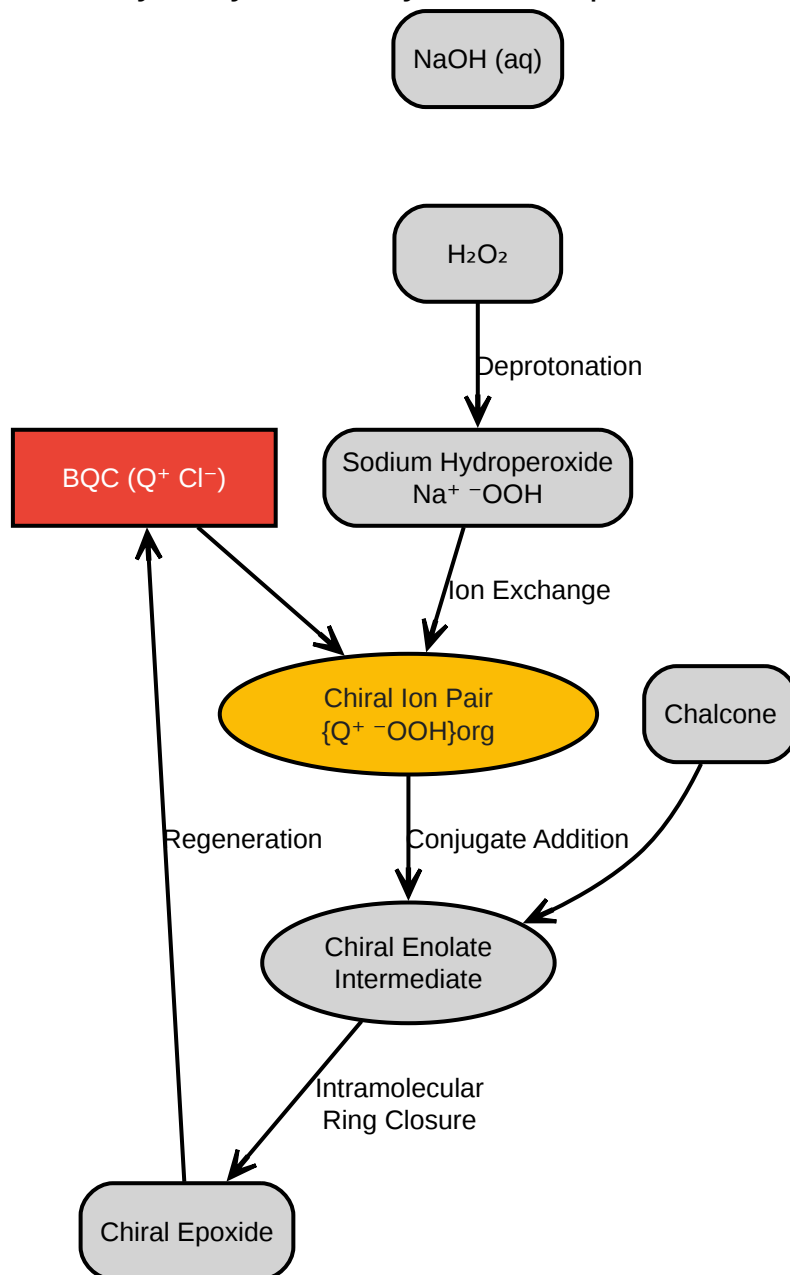 NaOH (aq)
H₂O₂
Deprotonation
BQC (Q⁺ Cl⁻)
Sodium Hydroperoxide
Na⁺ ⁻OOH
Ion Exchange
Chiral Ion Pair
{Q⁺ ⁻OOH}org
Chalcone
Regeneration
Conjugate Addition
Chiral Enolate
Intermediate
Intramolecular
Ring Closure
Chiral Epoxide